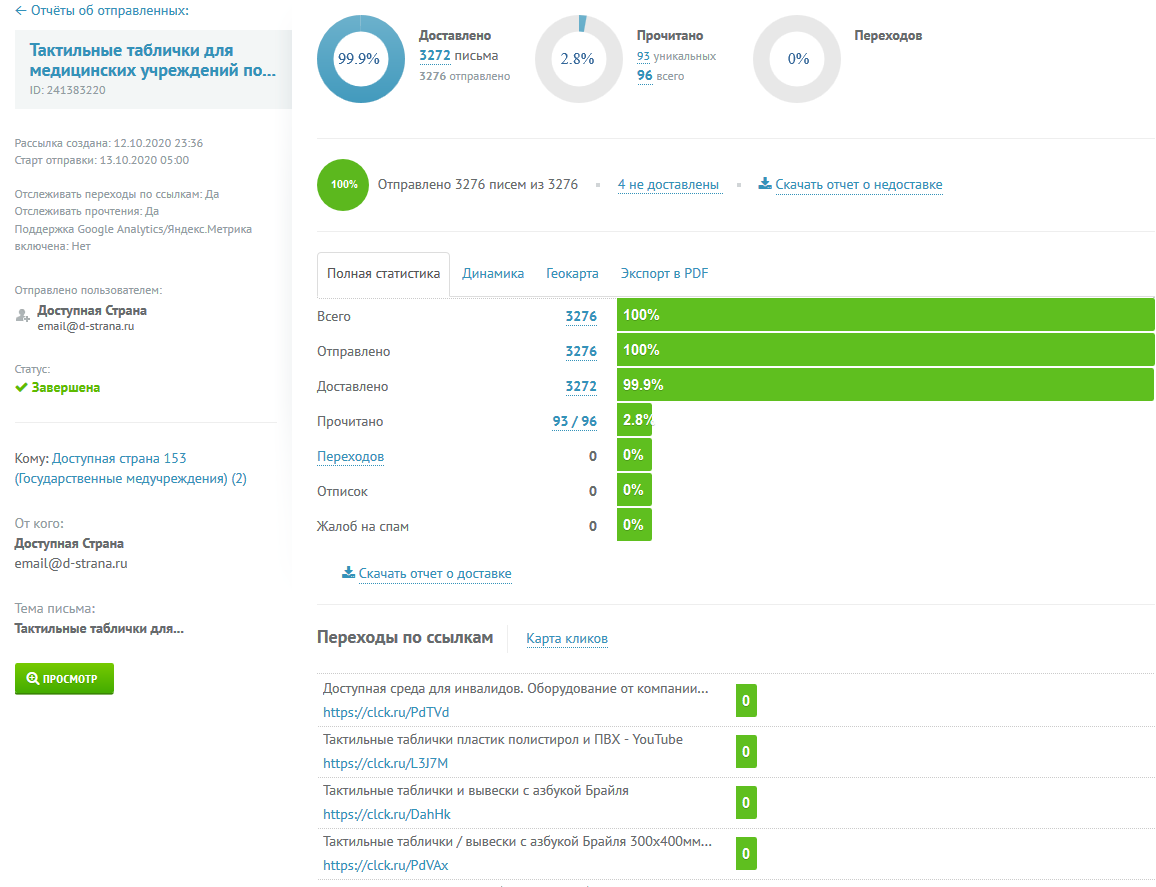 ← Отчёты об отправленных:
Тактильные таблички для
медицинских учреждений по...
ID: 241383220
Рассылка создана: 12.10.2020 23:36
Старт отправки: 13.10.2020 05:00
Отслеживать переходы по ссылкам: Да
Отслеживать прочтения: Да
Поддержка Google Analytics/Яндекс.Метрика
включена: Нет
Отправлено пользователем:
Доступная Страна
email@d-strana.ru
Статус:
Завершена
Кому: Доступная страна 153
(Государственные медучреждения) (2)
От кого:
Доступная Страна
email@d-strana.ru
Тема письма:
Тактильные таблички для...
ПРОСМОТР
99.9%
Доставлено
3272 письма
3276 отправлено
2.8%
Прочитано
93 уникальных
96 всего
0%
Переходов
100%
Отправлено 3276 писем из 3276
4 не доставлены
Скачать отчет о недоставке
Полная статистика Динамика Геокарта Экспорт в PDF
Всего 3276 100%
Отправлено 3276 100%
Доставлено 3272 99.9%
Прочитано 93 / 96 2.8%
Переходов 0 0%
Отписок 0 0%
Жалоб на спам 0 0%
Скачать отчет о доставке
Переходы по ссылкам Карта кликов
Доступная среда для инвалидов. Оборудование от компании...
https://clck.ru/PdTVd
0
Тактильные таблички пластик полистирол и ПВХ - YouTube
https://clck.ru/L3J7M
0
Тактильные таблички и вывески с азбукой Брайля
https://clck.ru/DahHk
0
Тактильные таблички / вывески с азбукой Брайля 300x400мм...
https://clck.ru/PdVAx
0